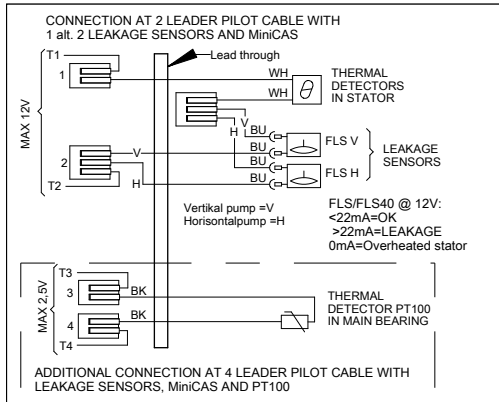 CONNECTION AT 2 LEADER PILOT CABLE WITH
1 alt. 2 LEAKAGE SENSORS and MiniCAS
T1
Lead through
1
WH
THERMAL
DETECTORS
IN STATOR
WH
MAX 12V
V
H
BU
FLS V
BU
LEAKAGE
SENSORS
2
V
BU
FLS H
T2
H
BU
Vertikal pump =V
Horisontalpump =H
FLS/FLS40 @ 12V:
<22mA=OK
>22mA=LEAKAGE
0mA=Overheated stator
T3
MAX 2,5V
3
BK
THERMAL
DETECTOR PT100
IN MAIN BEARING
4
BK
T4
ADDITIONAL CONNECTION AT 4 LEADER PILOT CABLE WITH
LEAKAGE SENSORS, MiniCAS and PT100